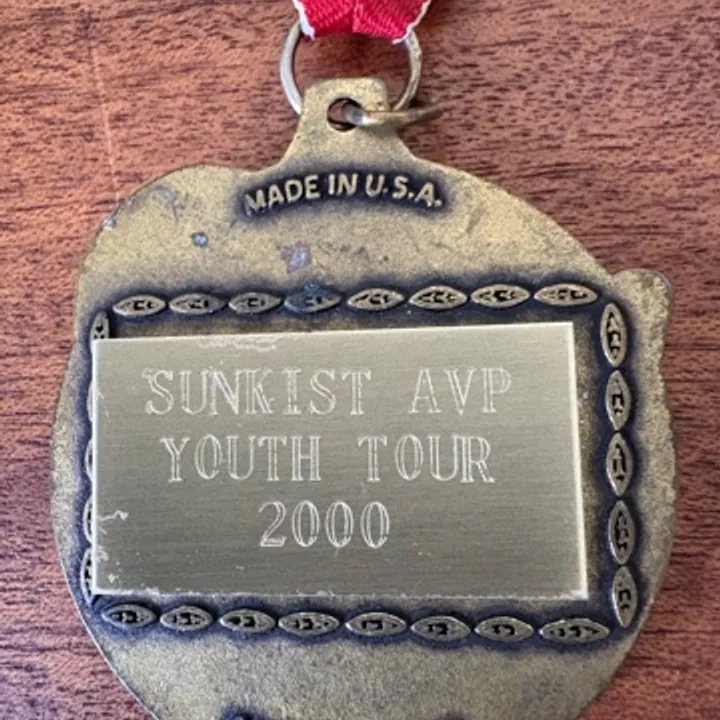 MADE IN U.S.A.
SUNKIST AVP
YOUTH TOUR
2000